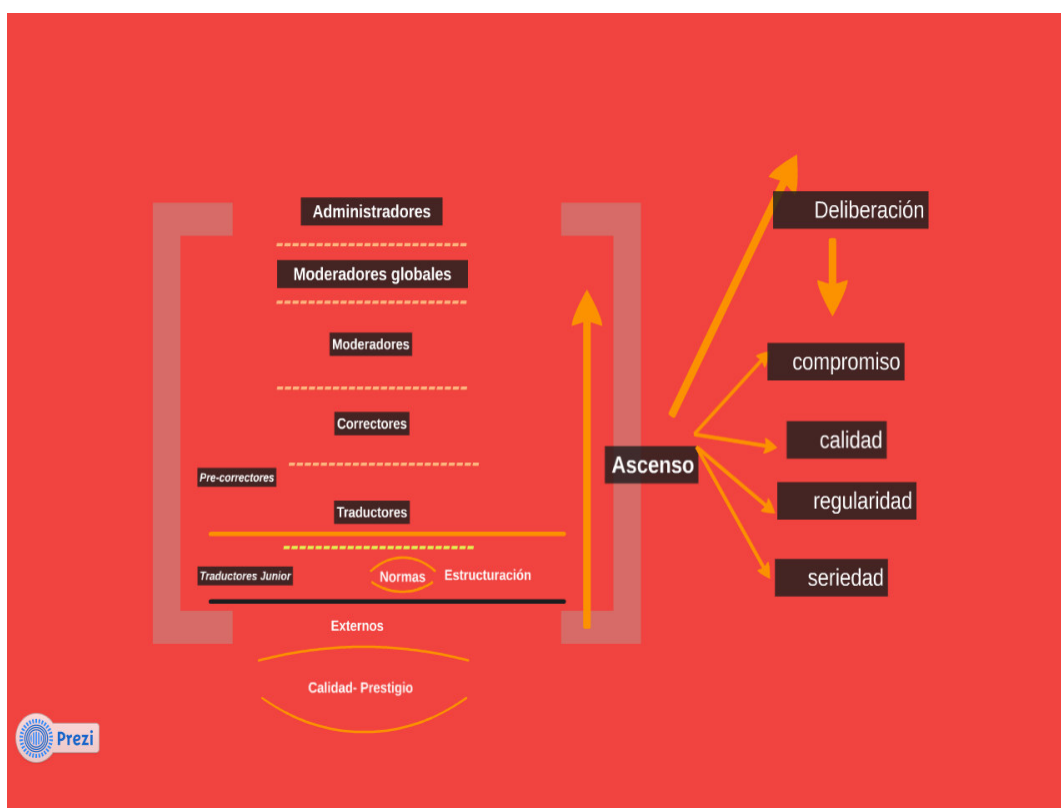 Administradores
Moderadores globales
Moderadores
Correctores
Pre-correctores
Traductores
Traductores Junior
Normas
Estructuración
Externos
Calidad- Prestigio
Ascenso
Deliberación
compromiso
calidad
regularidad
seriedad
Prezi